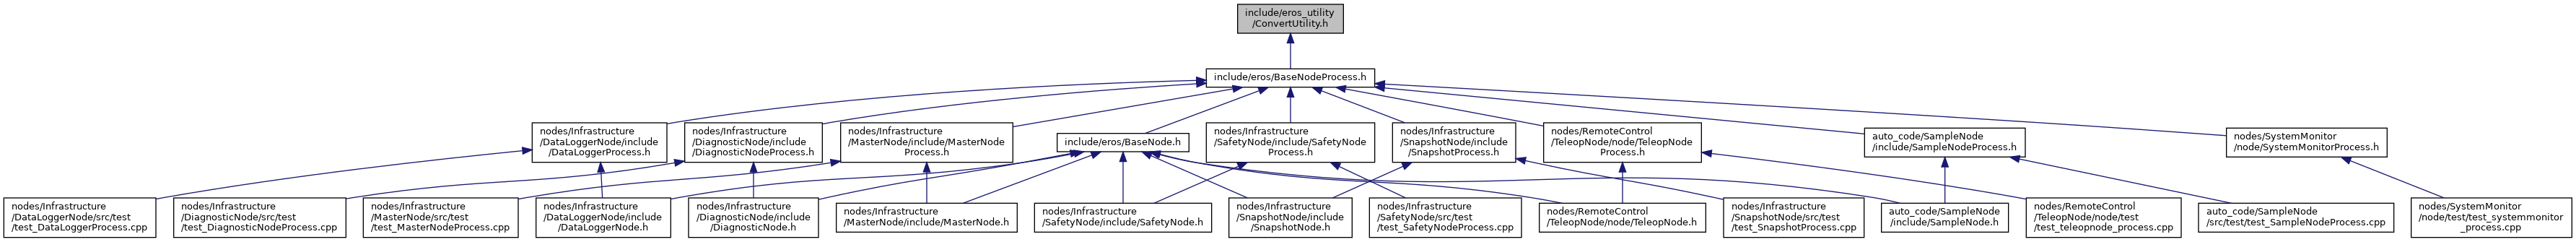 include/eros_utility
/ConvertUtility.h
include/eros/BaseNodeProcess.h
nodes/Infrastructure
/DataLoggerNode/include
/DataLoggerProcess.h
nodes/Infrastructure
/DiagnosticNode/include
/DiagnosticNodeProcess.h
nodes/Infrastructure
/MasterNode/include/MasterNode
Process.h
include/eros/BaseNode.h
nodes/Infrastructure
/SafetyNode/include/SafetyNode
Process.h
nodes/Infrastructure
/SnapshotNode/include
/SnapshotProcess.h
nodes/RemoteControl
/TeleopNode/node/TeleopNode
Process.h
auto_code/SampleNode
/include/SampleNodeProcess.h
nodes/SystemMonitor
/node/SystemMonitorProcess.h
nodes/Infrastructure
/DataLoggerNode/src/test
/test_DataLoggerProcess.cpp
nodes/Infrastructure
/DiagnosticNode/src/test
/test_DiagnosticNodeProcess.cpp
nodes/Infrastructure
/MasterNode/src/test
/test_MasterNodeProcess.cpp
nodes/Infrastructure
/DataLoggerNode/include
/DataLoggerNode.h
nodes/Infrastructure
/DiagnosticNode/include
/DiagnosticNode.h
nodes/Infrastructure
/MasterNode/include/MasterNode.h
nodes/Infrastructure
/SafetyNode/include/SafetyNode.h
nodes/Infrastructure
/SnapshotNode/include
/SnapshotNode.h
nodes/Infrastructure
/SafetyNode/src/test
/test_SafetyNodeProcess.cpp
nodes/RemoteControl
/TeleopNode/node/TeleopNode.h
nodes/Infrastructure
/SnapshotNode/src/test
/test_SnapshotProcess.cpp
auto_code/SampleNode
/include/SampleNode.h
nodes/RemoteControl
/TeleopNode/node/test
/test_teleopnode_process.cpp
auto_code/SampleNode
/src/test/test_SampleNodeProcess.cpp
nodes/SystemMonitor
/node/test/test_systemmonitor
_process.cpp